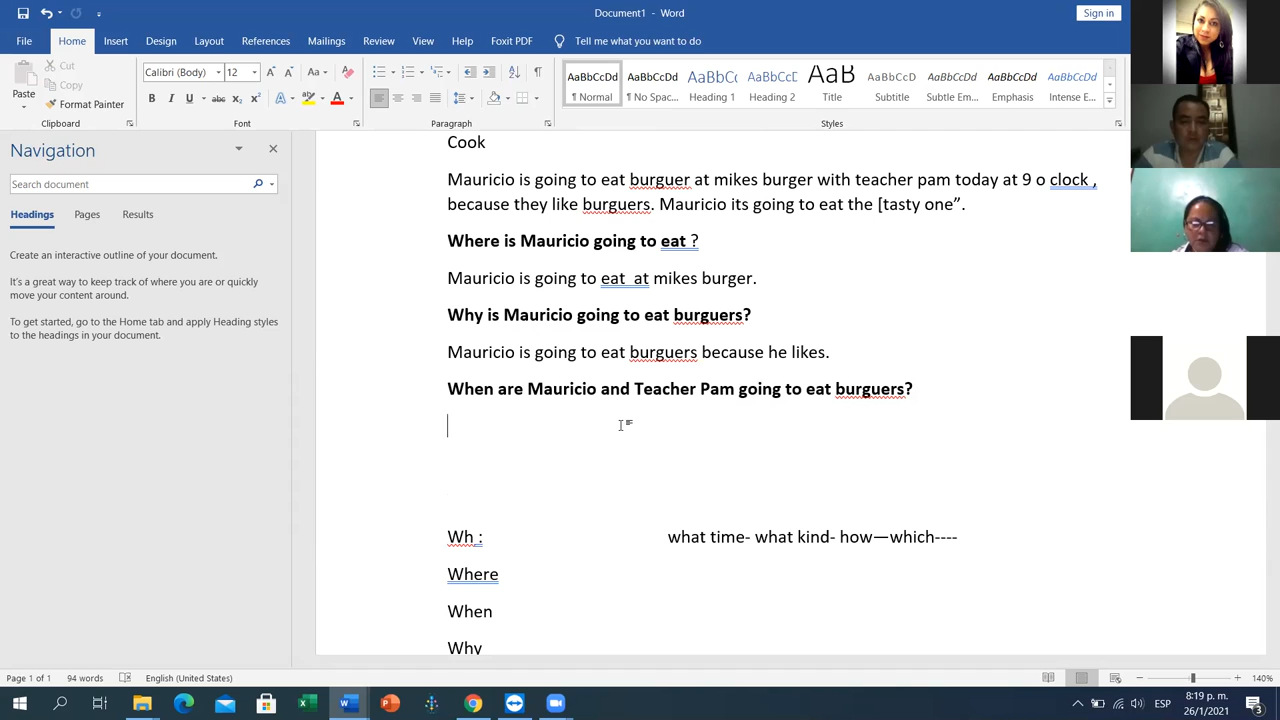 Document1 - Word
Sign in
File Home Insert Design Layout References Mailings Review View Help Foxit PDF Tell me what you want to do
Paste
Cut
Copy
Format Painter
Calibri (Body) 12
Clipboard Font Paragraph Styles
AaBbCcDd AaBbCcDd AaBbCc AaBbCcE AaB AaBbCcD AaBbCcDd AaBbCcDd AaBbCcDd
¶ Normal ¶ No Spac... Heading 1 Heading 2 Title Subtitle Subtle Em... Emphasis Intense E...
Navigation
Search document
Headings Pages Results
Create an interactive outline of your document.
It's a great way to keep track of where you are or quickly
move your content around.
To get started, go to the Home tab and apply Heading styles
to the headings in your document.
Cook
Mauricio is going to eat burguer at mikes burger with teacher pam today at 9 o clock ,
because they like burguers. Mauricio its going to eat the [tasty one”.
Where is Mauricio going to eat ?
Mauricio is going to eat  at mikes burger.
Why is Mauricio going to eat burguers?
Mauricio is going to eat burguers because he likes.
When are Mauricio and Teacher Pam going to eat burguers?
Wh : what time- what kind- how—which----
Where
When
Why
Page 1 of 1 94 words English (United States) 140%
ESP 8:19 p. m.
26/1/2021 3